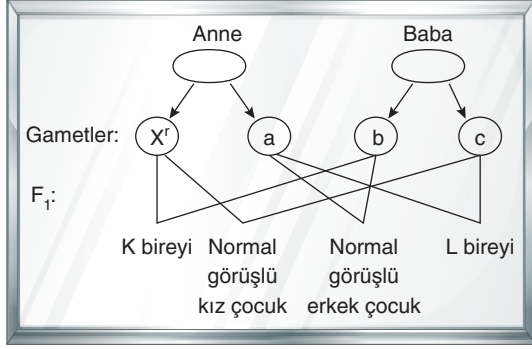 Anne Baba
Gametler: Xʳ a b c
F₁:
K bireyi Normal görüşlü kız çocuk Normal görüşlü erkek çocuk L bireyi